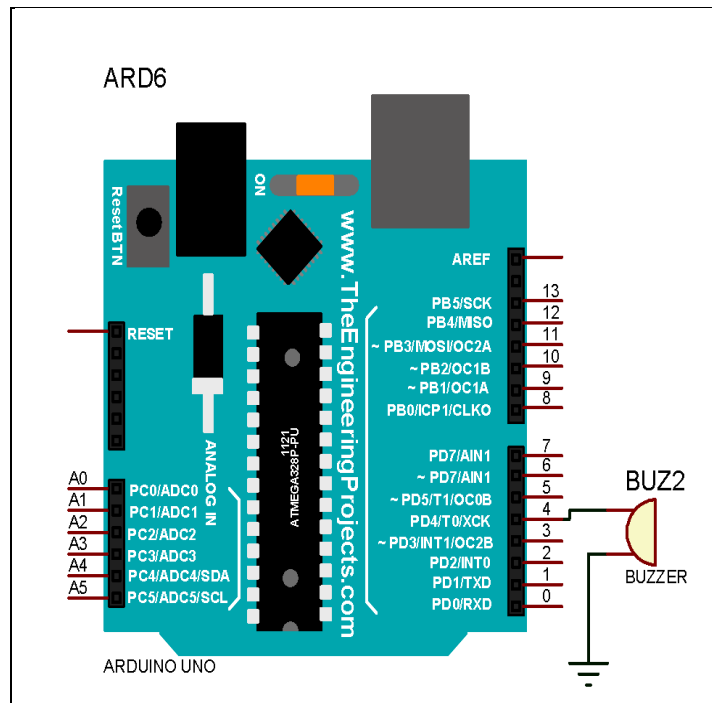 ARD6
ON
Reset BTN
www.TheEngineeringProjects.com
AREF
RESET
PB5/SCK 13
PB4/MISO 12
~ PB3/MOSI/OC2A 11
~ PB2/OC1B 10
~ PB1/OC1A 9
PB0/ICP1/CLKO 8
1121
ATMEGA328P-PU
ANALOG IN
PD7/AIN1 7
~ PD7/AIN1 6
~ PD5/T1/OC0B 5
PD4/T0/XCK 4
~ PD3/INT1/OC2B 3
PD2/INT0 2
PD1/TXD 1
PD0/RXD 0
A0 PC0/ADC0
A1 PC1/ADC1
A2 PC2/ADC2
A3 PC3/ADC3
A4 PC4/ADC4/SDA
A5 PC5/ADC5/SCL
BUZ2
BUZZER
ARDUINO UNO